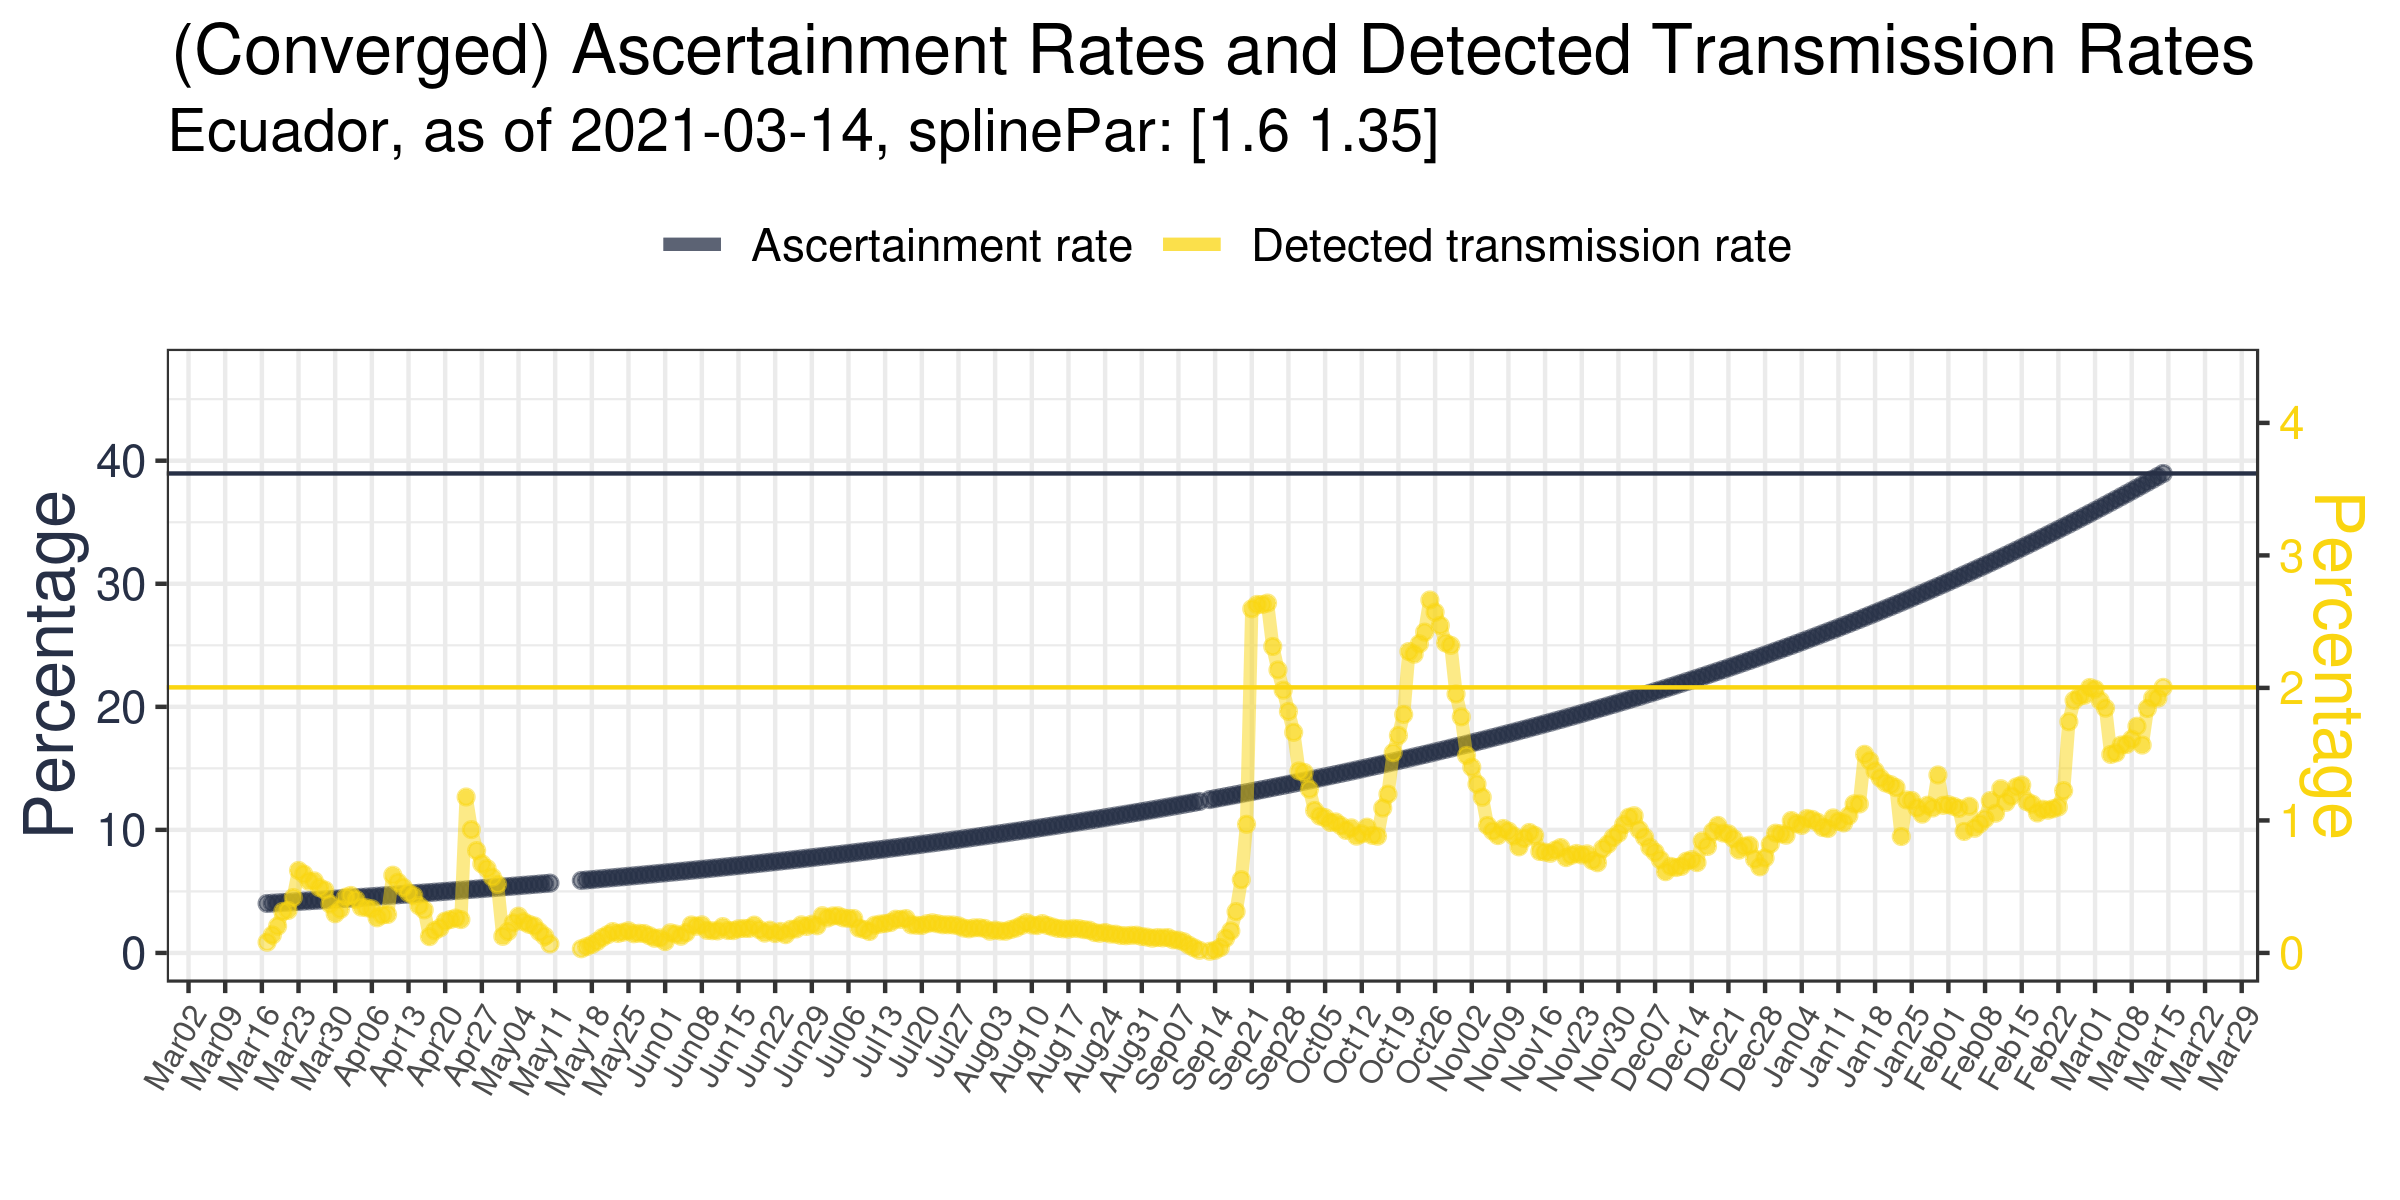 (Converged) Ascertainment Rates and Detected Transmission Rates
Ecuador, as of 2021-03-14, splinePar: [1.6 1.35]
Ascertainment rate
Detected transmission rate
Percentage
40
30
20
10
0
4
3
2
1
0
Percentage
Mar02
Mar09
Mar16
Mar23
Mar30
Apr06
Apr13
Apr20
Apr27
May04
May11
May18
May25
Jun01
Jun08
Jun15
Jun22
Jun29
Jul06
Jul13
Jul20
Jul27
Aug03
Aug10
Aug17
Aug24
Aug31
Sep07
Sep14
Sep21
Sep28
Oct05
Oct12
Oct19
Oct26
Nov02
Nov09
Nov16
Nov23
Nov30
Dec07
Dec14
Dec21
Dec28
Jan04
Jan11
Jan18
Jan25
Feb01
Feb08
Feb15
Feb22
Mar01
Mar08
Mar15
Mar22
Mar29